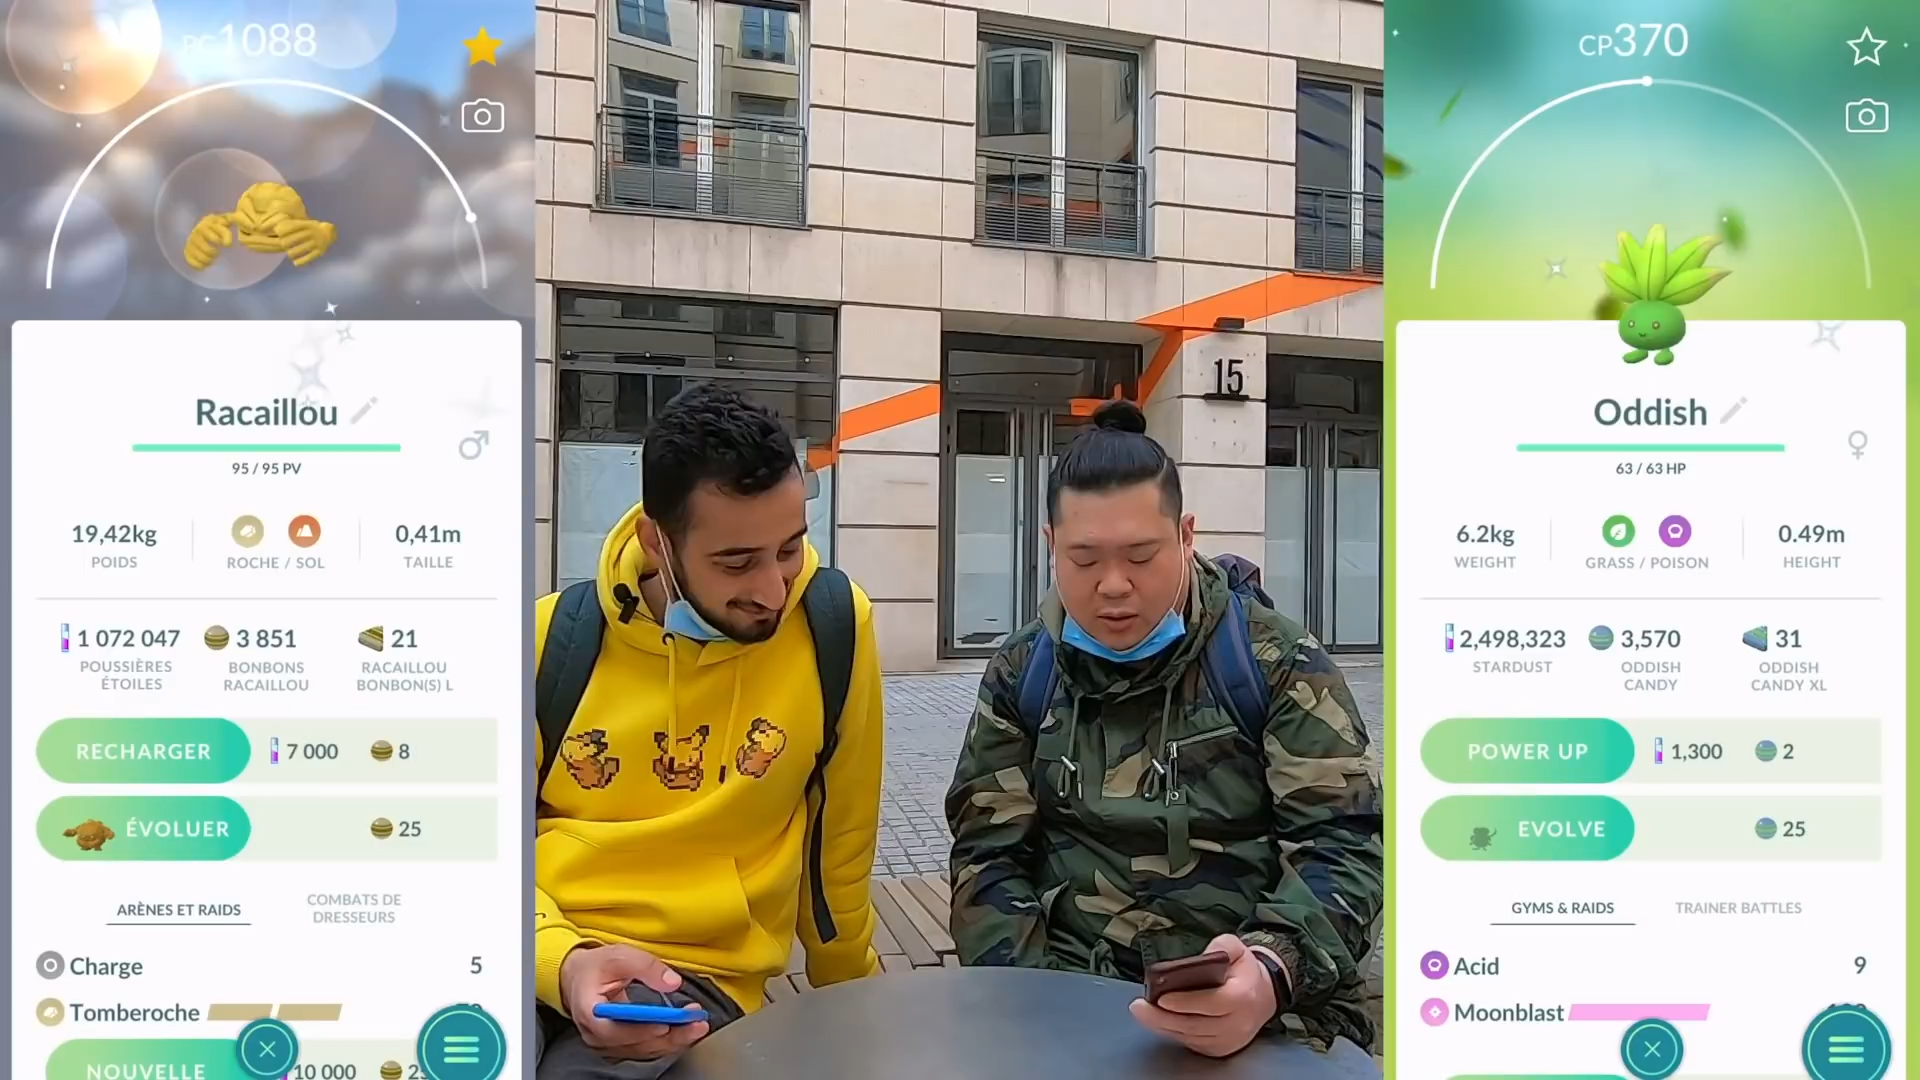 PC1088
Racaillou
95 / 95 PV
19,42kg
POIDS
ROCHE / SOL
0,41m
TAILLE
1 072 047
POUSSIÈRES
ÉTOILES
3 851
BONBONS
RACAILLOU
21
RACAILLOU
BONBON(S) L
RECHARGER
7 000
8
ÉVOLUER
25
ARÈNES ET RAIDS
COMBATS DE
DRESSEURS
Charge
5
Tomberoche
NOUVELLE
10 000
15
CP370
Oddish
63 / 63 HP
6.2kg
WEIGHT
GRASS / POISON
0.49m
HEIGHT
2,498,323
STARDUST
3,570
ODDISH
CANDY
31
ODDISH
CANDY XL
POWER UP
1,300
2
EVOLVE
25
GYMS & RAIDS
TRAINER BATTLES
Acid
9
Moonblast